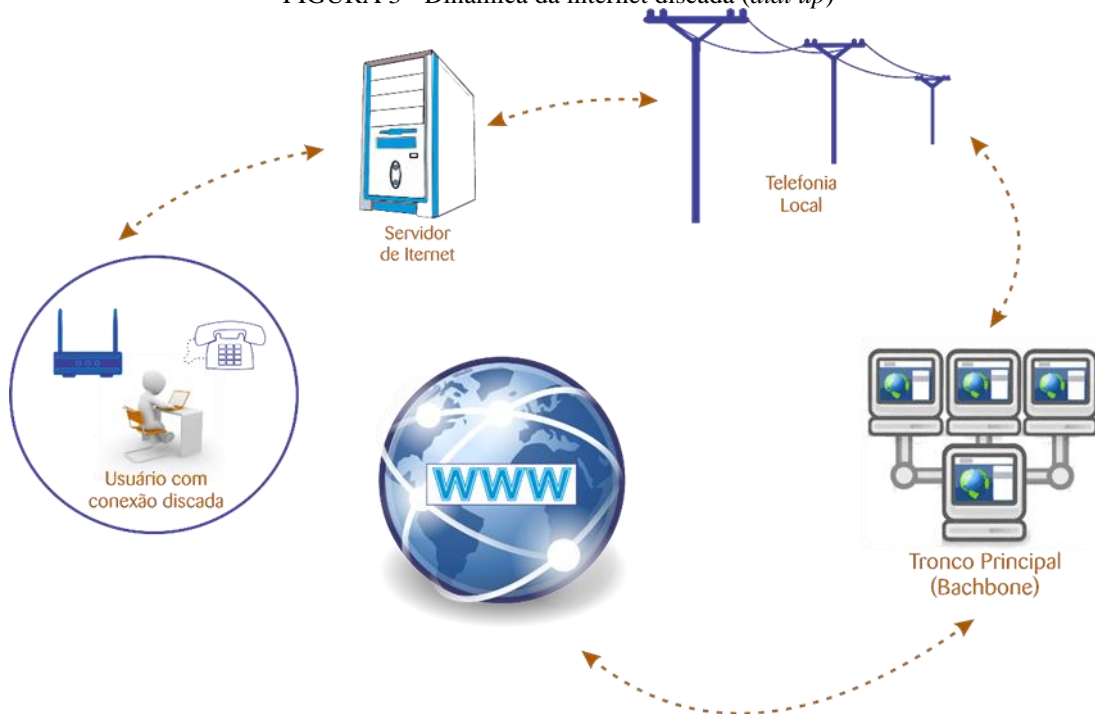 FIGURA 3 - Dinâmica da internet discada (dial up)
Telefonia
Local
Servidor
de Iternet
Usuário com
conexão discada
WWW
Tronco Principal
(Bachbone)